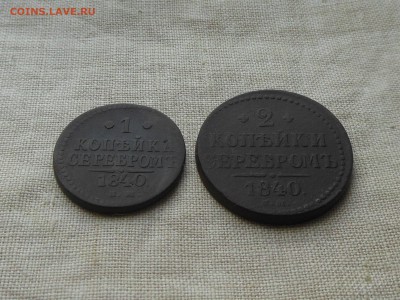 COINS.LAVE.RU
1
КОПѢЙКА
СЕРЕБРОМЪ
1840
2
КОПѢЙКИ
СЕРЕБРОМЪ
1840.